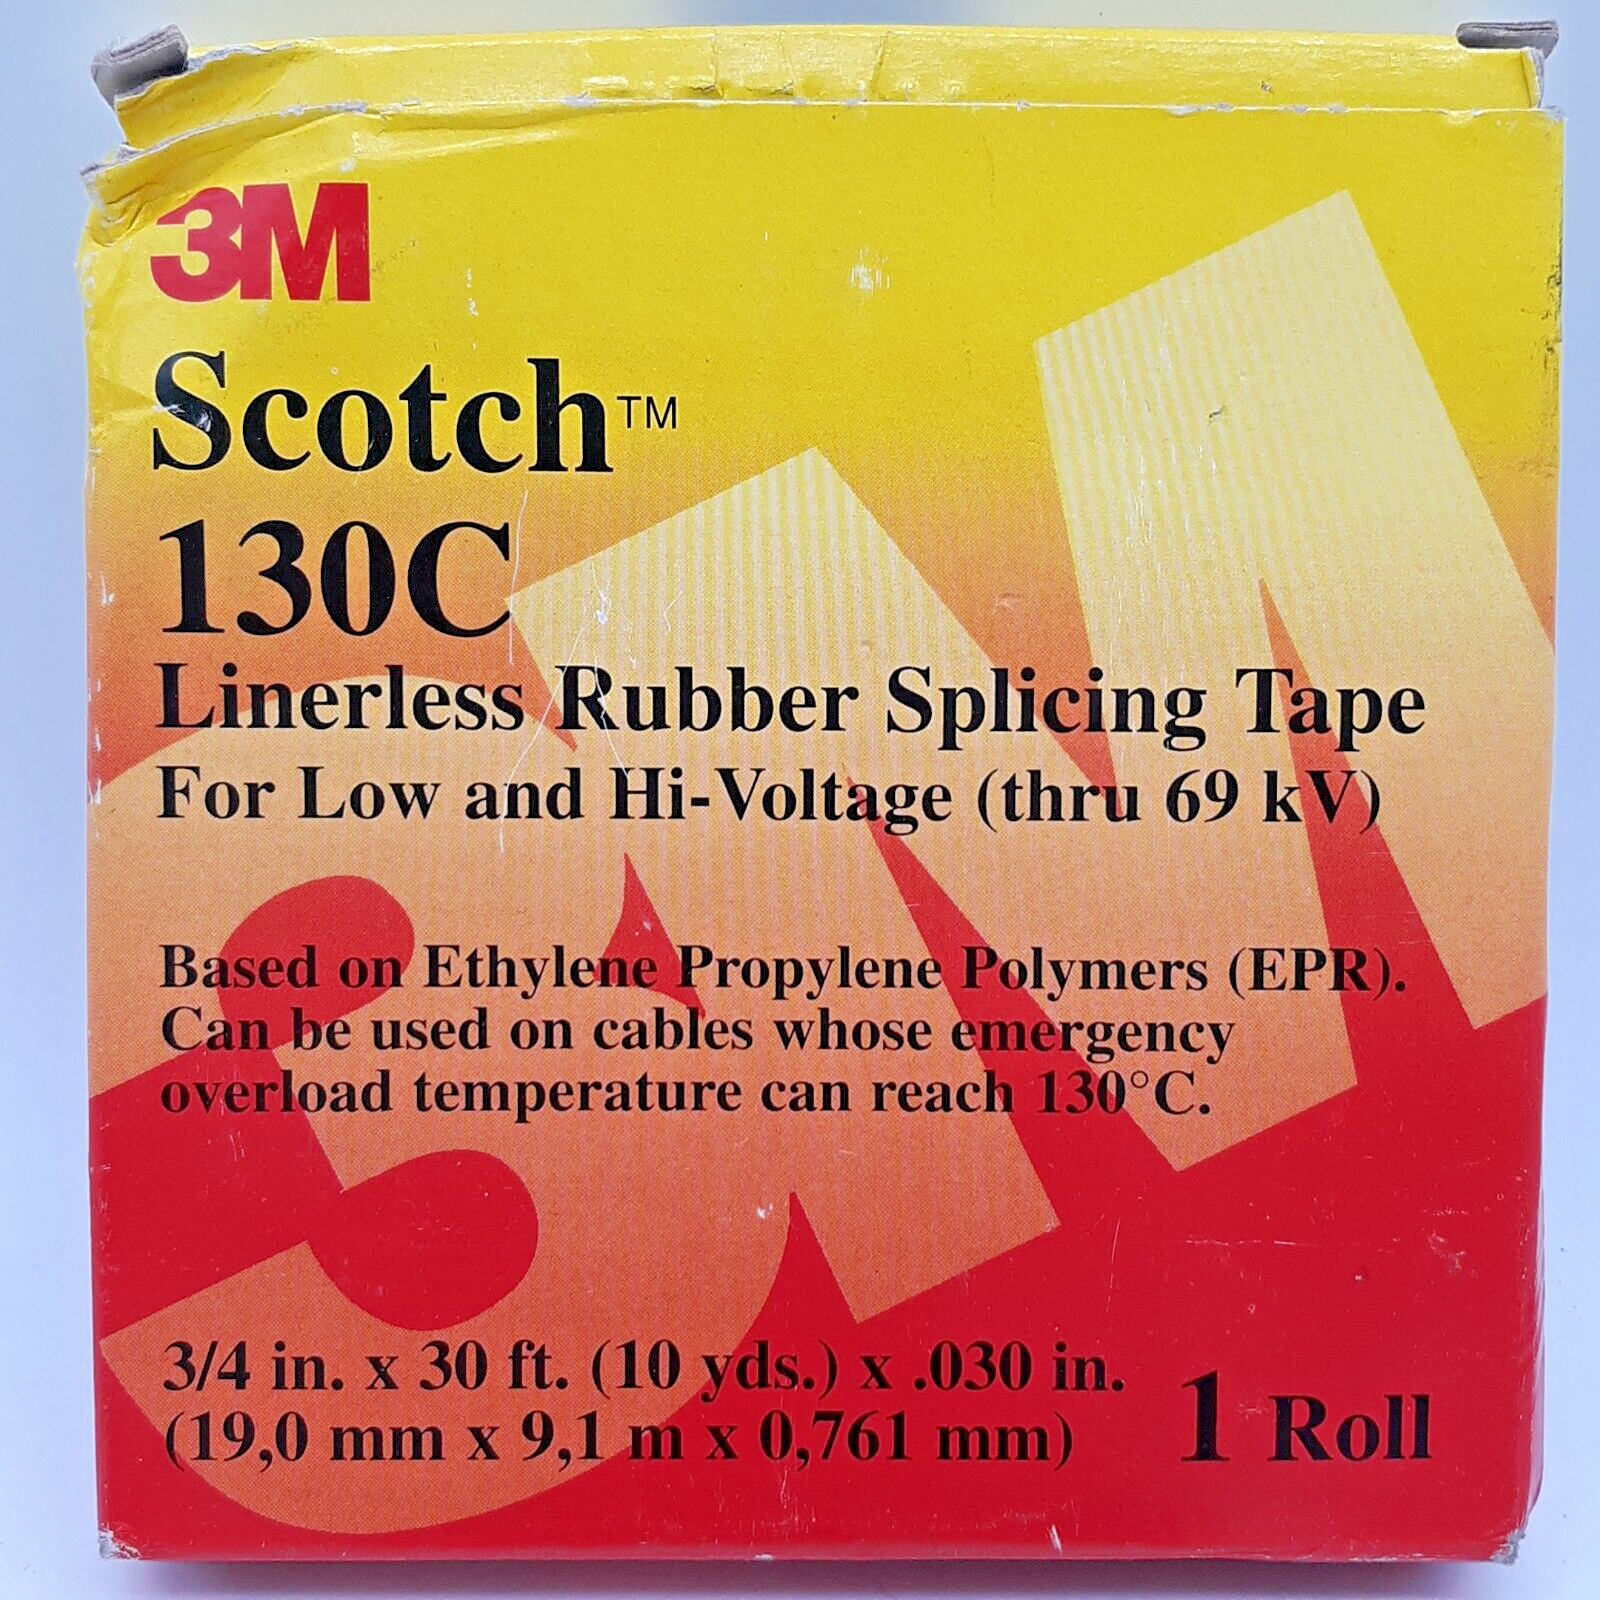 3M
Scotch™
130C
Linerless Rubber Splicing Tape
For Low and Hi-Voltage (thru 69 kV)
Based on Ethylene Propylene Polymers (EPR).
Can be used on cables whose emergency
overload temperature can reach 130°C.
3/4 in. x 30 ft. (10 yds.) x .030 in.
(19,0 mm x 9,1 m x 0,761 mm) 1 Roll